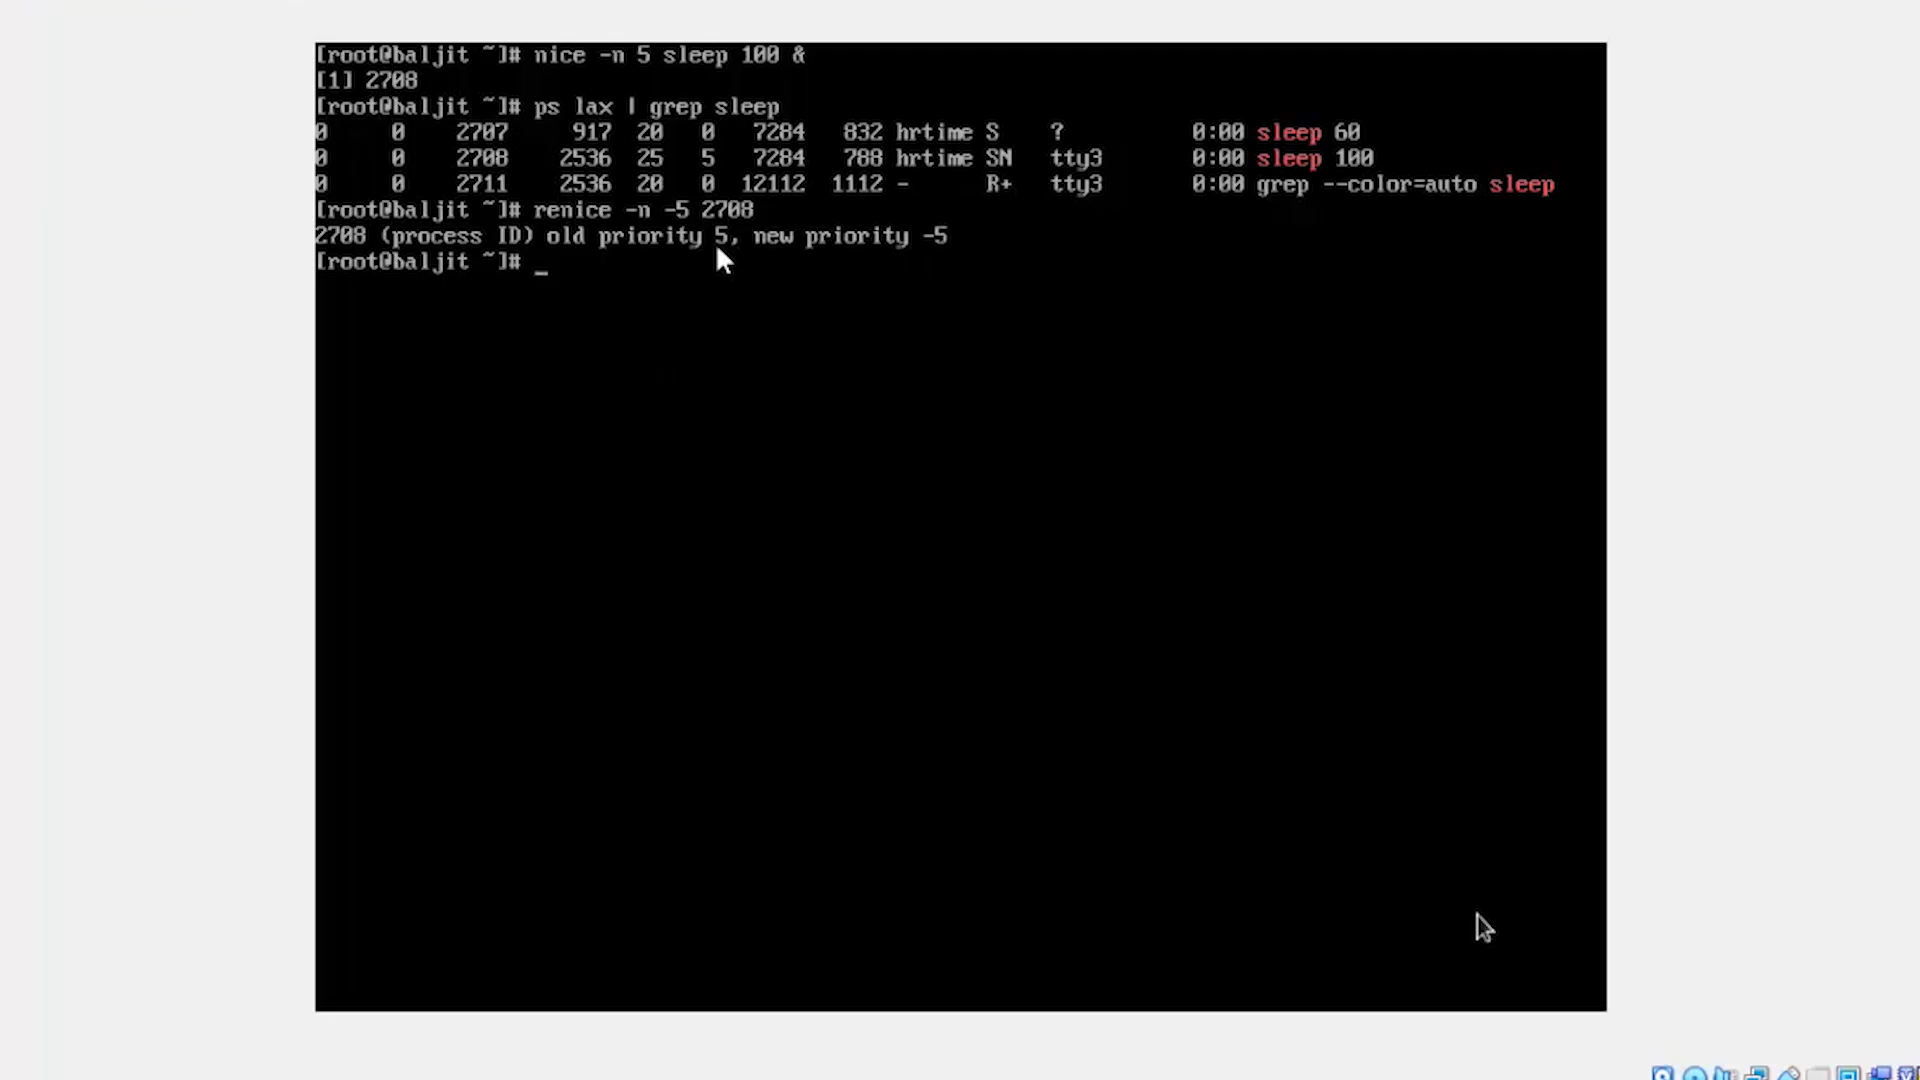 [root@baljit ~]# nice -n 5 sleep 100 &
[1] 2708
[root@baljit ~]# ps lax | grep sleep
0     0    2707     917  20   0   7284   832 hrtime S    ?          0:00 sleep 60
0     0    2708    2536  25   5   7284   788 hrtime SN   tty3       0:00 sleep 100
0     0    2711    2536  20   0  12112  1112 -      R+   tty3       0:00 grep --color=auto sleep
[root@baljit ~]# renice -n -5 2708
2708 (process ID) old priority 5, new priority -5
[root@baljit ~]# _